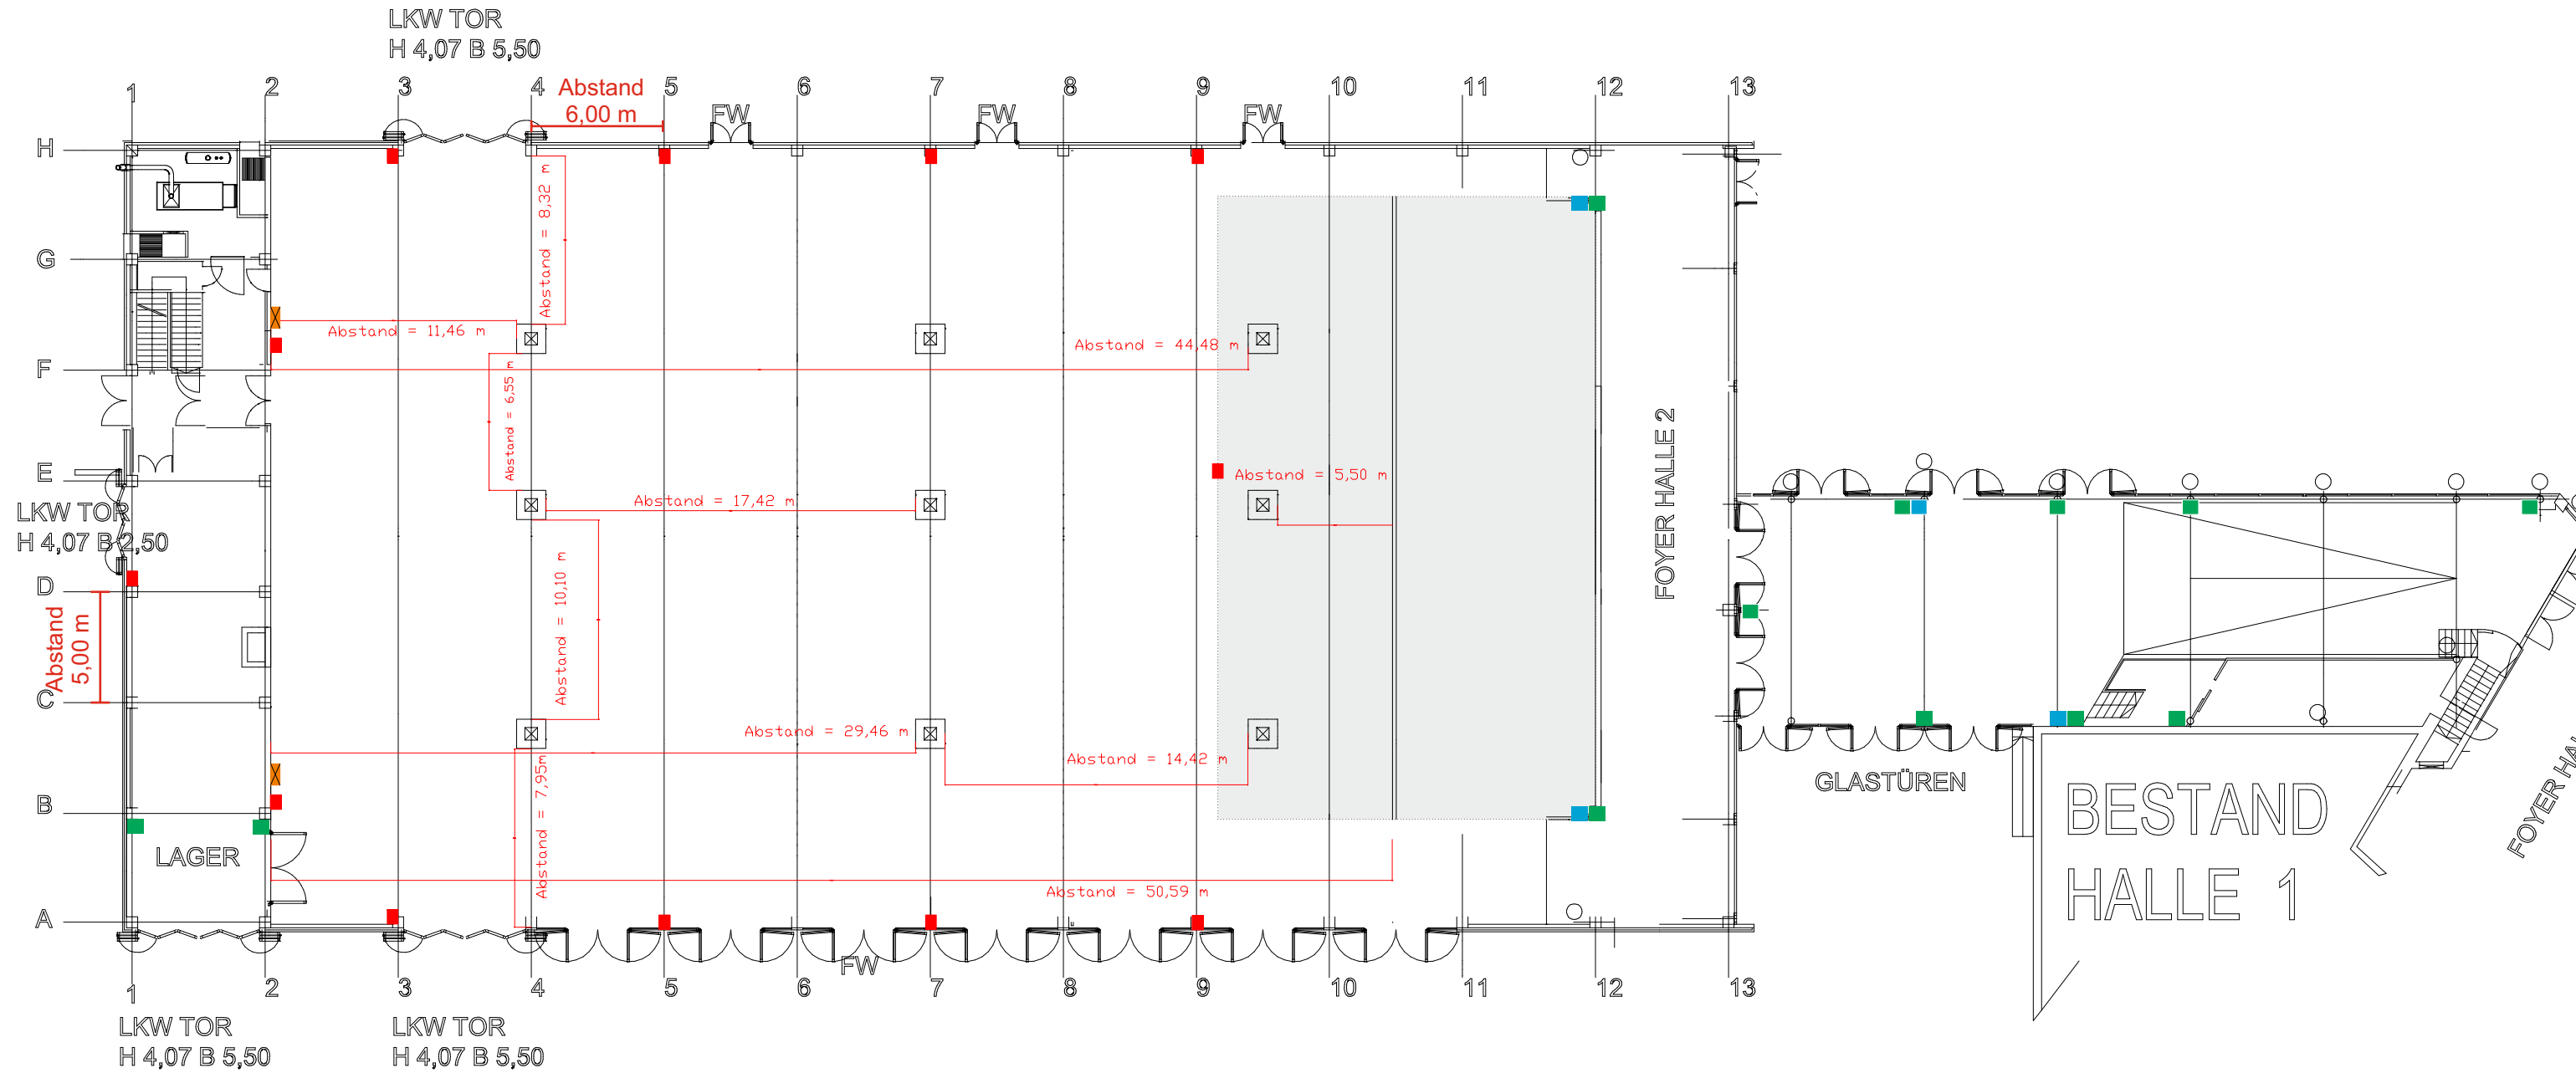 LKW TOR
H 4,07 B 5,50
1 2 3 4 5 6 7 8 9 10 11 12 13
Abstand
6,00 m
FW FW FW
H
G
F
E
D
C
B
A
Abstand = 8,32 m
Abstand = 11,46 m
Abstand = 44,48 m
Abstand = 6,55 m
Abstand = 5,50 m
Abstand = 17,42 m
LKW TOR
H 4,07 B 2,50
FOYER HALLE 2
Abstand = 10,10 m
Abstand
5,00 m
Abstand = 29,46 m
Abstand = 14,42 m
Abstand = 7,95m
GLASTÜREN
BESTAND
HALLE 1
FOYER HAL
LAGER
Abstand = 50,59 m
FW
1 2 3 4 5 6 7 8 9 10 11 12 13
LKW TOR
H 4,07 B 5,50
LKW TOR
H 4,07 B 5,50